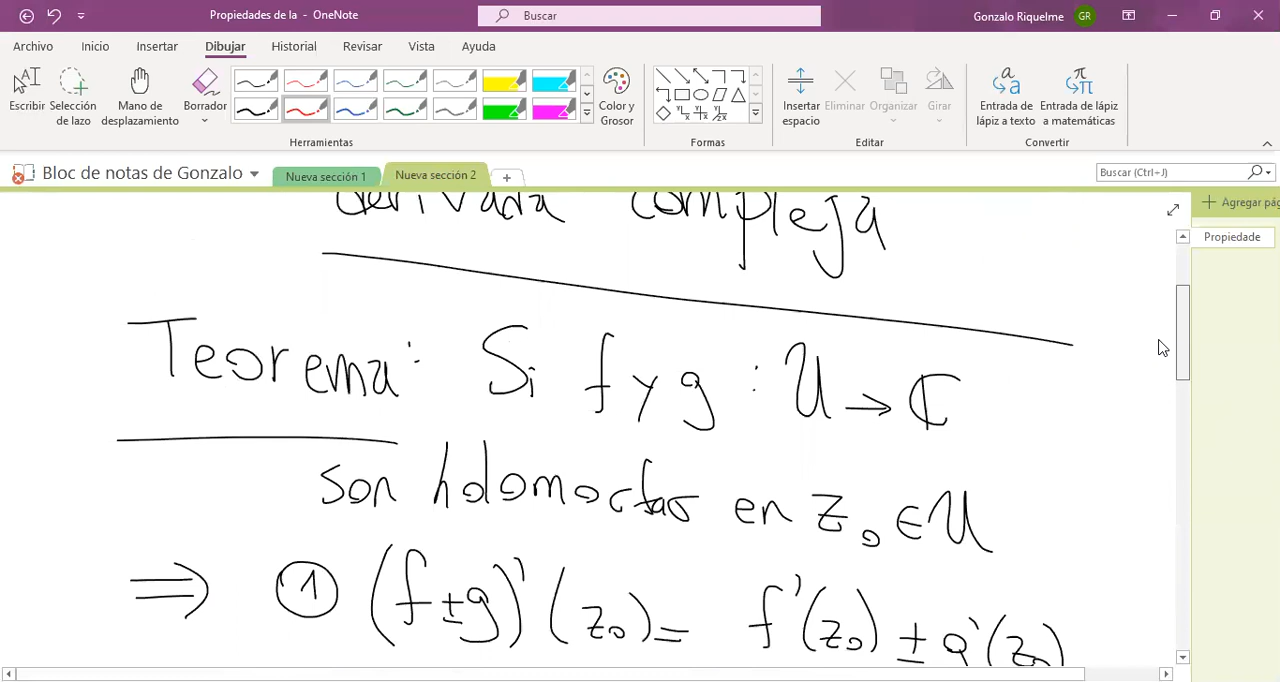 Propiedades de la - OneNote
Buscar
Gonzalo Riquelme
GR
Archivo Inicio Insertar Dibujar Historial Revisar Vista Ayuda
Escribir
Selección de lazo
Mano de desplazamiento
Borrador
Color y Grosor
Insertar espacio
Eliminar
Organizar
Girar
Entrada de lápiz a texto
Entrada de lápiz a matemáticas
Herramientas
Formas
Editar
Convertir
Bloc de notas de Gonzalo
Nueva sección 1
Nueva sección 2
Buscar (Ctrl+J)
Agregar pág
Propiedade
derivada compleja
Teorema: Si f y g : U → ℂ
son holomorfas en z₀ ∈ U
⟹ ① (f ± g)'(z₀) = f'(z₀) ± g'(z₀)